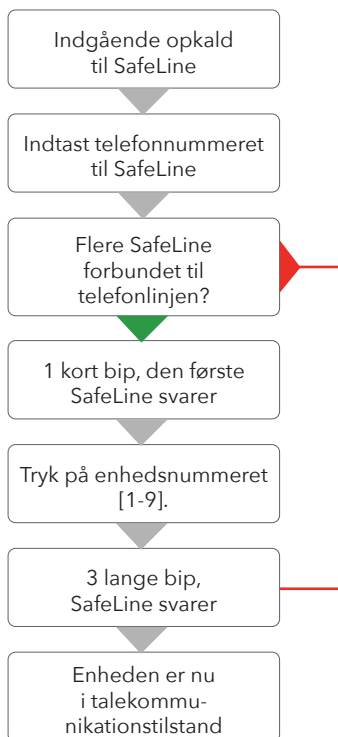 Indgående opkald
til SafeLine
Indtast telefonnummeret
til SafeLine
Flere SafeLine
forbundet til
telefonlinjen?
1 kort bip, den første
SafeLine svarer
Tryk på enhedsnummeret
[1-9].
3 lange bip,
SafeLine svarer
Enheden er nu
i talekommu-
nikationstilstand